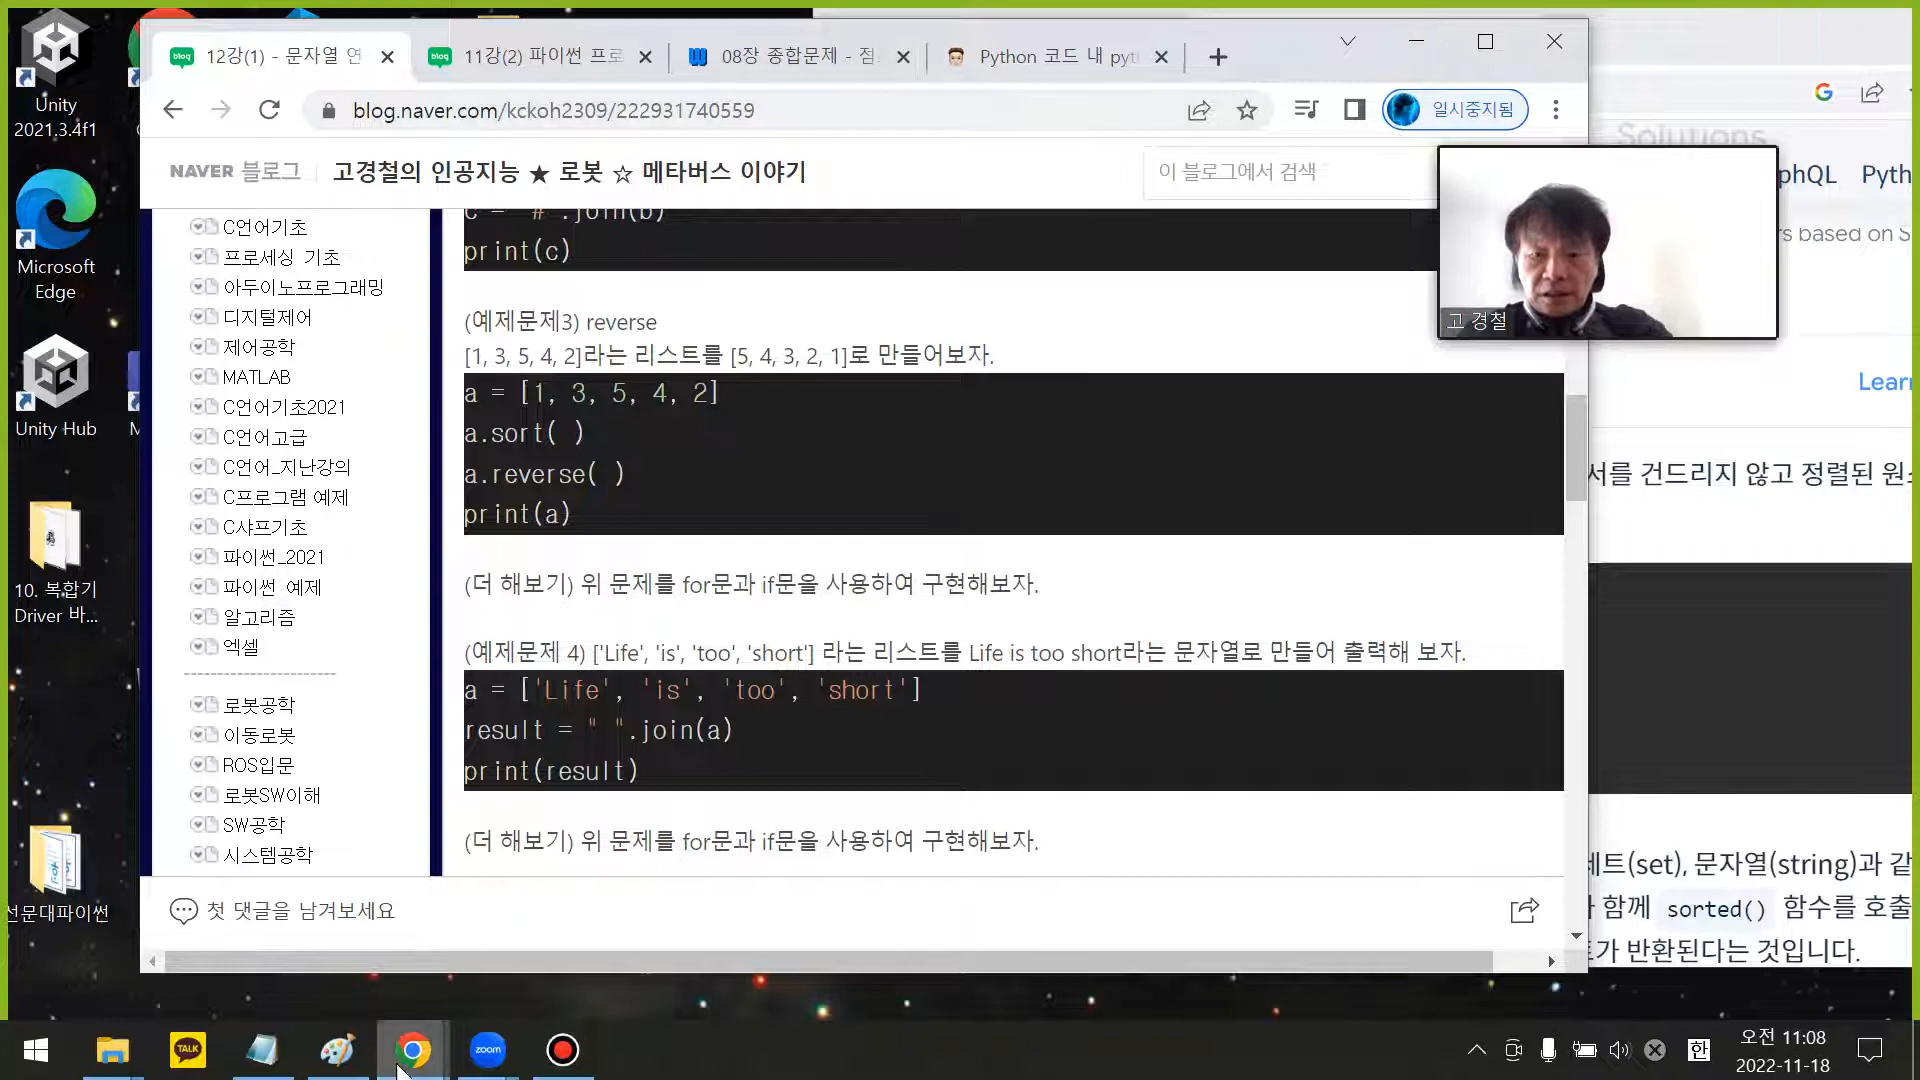 Unity
2021.3.4f1
Microsoft
Edge
Unity Hub
10. 복합기
Driver 바...
선문대파이썬
12강(1) - 문자열 연
11강(2) 파이썬 프로
08장 종합문제 - 점
Python 코드 내 pyt
blog.naver.com/kckoh2309/222931740559
일시중지됨
NAVER 블로그
고경철의 인공지능 ★ 로봇 ☆ 메타버스 이야기
이 블로그에서 검색
C언어기초
프로세싱 기초
아두이노프로그래밍
디지털제어
제어공학
MATLAB
C언어기초2021
C언어고급
C언어_지난강의
C프로그램 예제
C샤프기초
파이썬_2021
파이썬 예제
알고리즘
엑셀
로봇공학
이동로봇
ROS입문
로봇SW이해
SW공학
시스템공학
c = "#".join(b)
print(c)
(예제문제3) reverse
[1, 3, 5, 4, 2]라는 리스트를 [5, 4, 3, 2, 1]로 만들어보자.
a = [1, 3, 5, 4, 2]
a.sort( )
a.reverse( )
print(a)
(더 해보기) 위 문제를 for문과 if문을 사용하여 구현해보자.
(예제문제 4) ['Life', 'is', 'too', 'short'] 라는 리스트를 Life is too short라는 문자열로 만들어 출력해 보자.
a = ['Life', 'is', 'too', 'short']
result = " ".join(a)
print(result)
(더 해보기) 위 문제를 for문과 if문을 사용하여 구현해보자.
첫 댓글을 남겨보세요
고 경철
Solutions
phQL Pyth
rs based on S
Learn
서를 건드리지 않고 정렬된 원소
세트(set), 문자열(string)과 같
함께 sorted() 함수를 호출
가 반환된다는 것입니다.
TALK
zoom
한
오전 11:08
2022-11-18